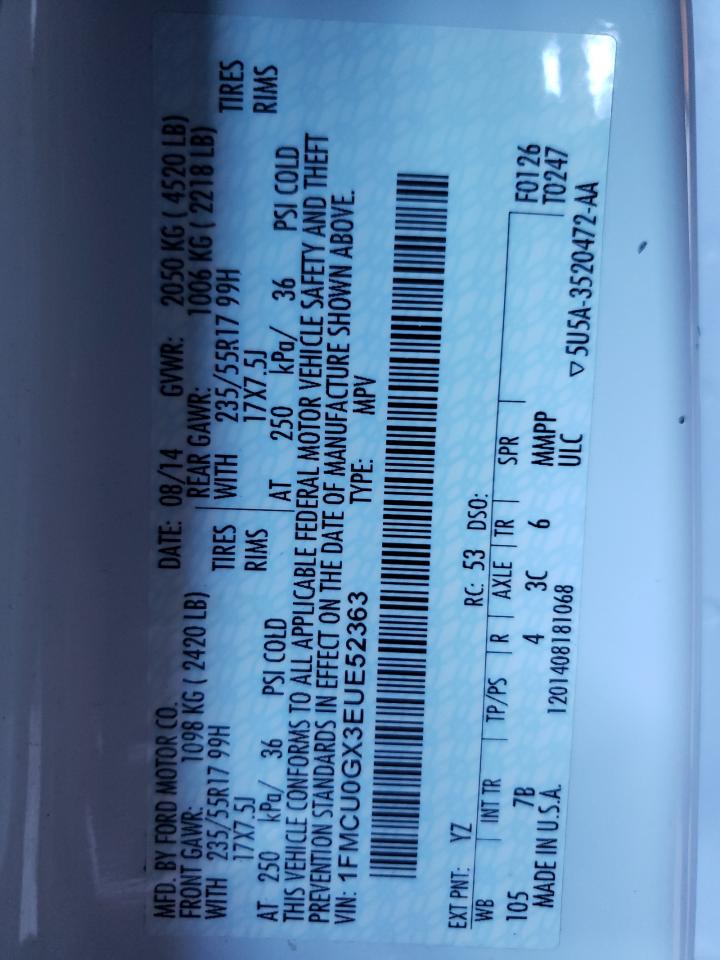 MFD. BY FORD MOTOR CO.
DATE: 08/14 GVWR: 2050 KG ( 4520 LB)
FRONT GAWR: 1098 KG ( 2420 LB) REAR GAWR: 1006 KG ( 2218 LB)
WITH 235/55R17 99H TIRES WITH 235/55R17 99H TIRES
17X7.5J RIMS 17X7.5J RIMS
AT 250 kPa/ 36 PSI COLD AT 250 kPa/ 36 PSI COLD
THIS VEHICLE CONFORMS TO ALL APPLICABLE FEDERAL MOTOR VEHICLE SAFETY AND THEFT
PREVENTION STANDARDS IN EFFECT ON THE DATE OF MANUFACTURE SHOWN ABOVE.
VIN: 1FMCU0GX3EUE52363 TYPE: MPV
EXT PNT: YZ RC: 53 DSO:
WB INT TR TP/PS R AXLE TR SPR
105 7B 4 3C 6 MMPP F0126
ULC T0247
MADE IN U.S.A. 1201408181068
▽5U5A-3520472-AA